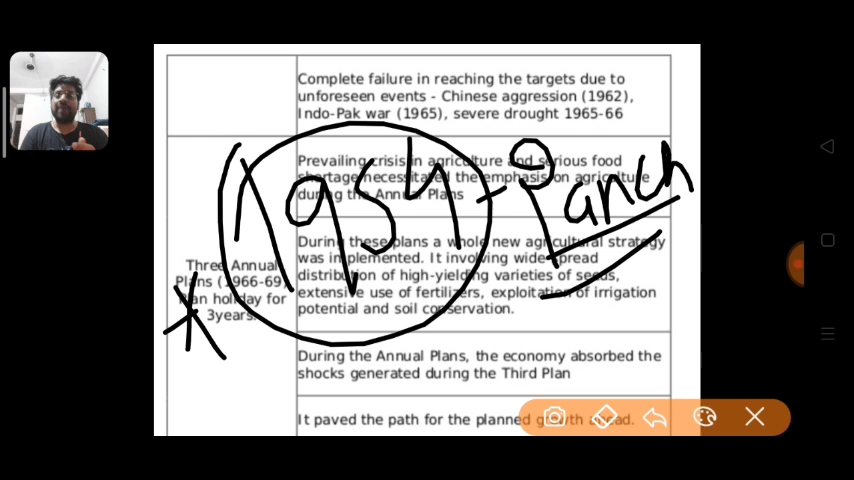 Complete failure in reaching the targets due to
unforeseen events - Chinese aggression (1962),
Indo-Pak war (1965), severe drought 1965-66
Prevailing crisis in agriculture and serious food
shortage necessitated the emphasis on agriculture
during the Annual Plans
Three Annual
Plans (1966-69)
Plan holiday for
3years.
During these plans a whole new agricultural strategy
was implemented. It involving wide-spread
distribution of high-yielding varieties of seeds,
extensive use of fertilizers, exploitation of irrigation
potential and soil conservation.
During the Annual Plans, the economy absorbed the
shocks generated during the Third Plan
It paved the path for the planned growth ahead.
1954 - Panch